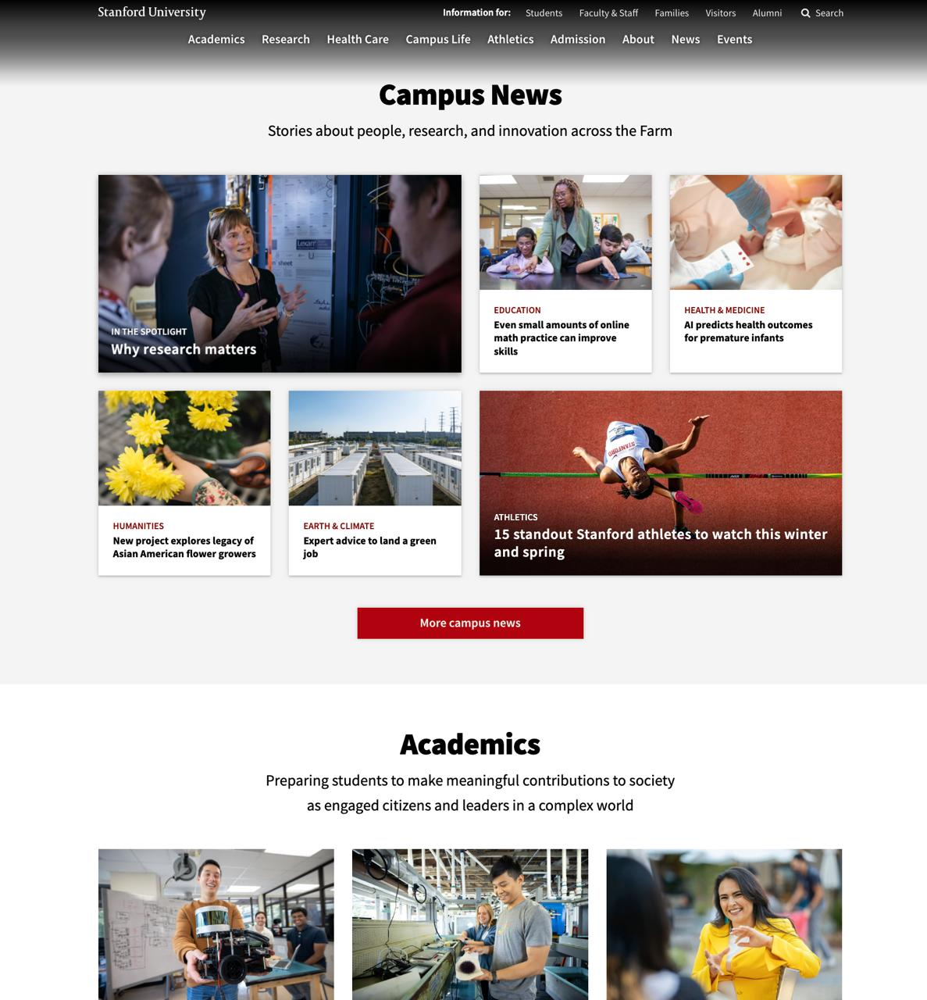 Stanford University
Information for: Students Faculty & Staff Families Visitors Alumni Search
Academics Research Health Care Campus Life Athletics Admission About News Events
Campus News
Stories about people, research, and innovation across the Farm
Lexan
sheet
IN THE SPOTLIGHT
Why research matters
EDUCATION
Even small amounts of online
math practice can improve
skills
HEALTH & MEDICINE
AI predicts health outcomes
for premature infants
HUMANITIES
New project explores legacy of
Asian American flower growers
EARTH & CLIMATE
Expert advice to land a green
job
STANFORD
ATHLETICS
15 standout Stanford athletes to watch this winter
and spring
More campus news
Academics
Preparing students to make meaningful contributions to society
as engaged citizens and leaders in a complex world